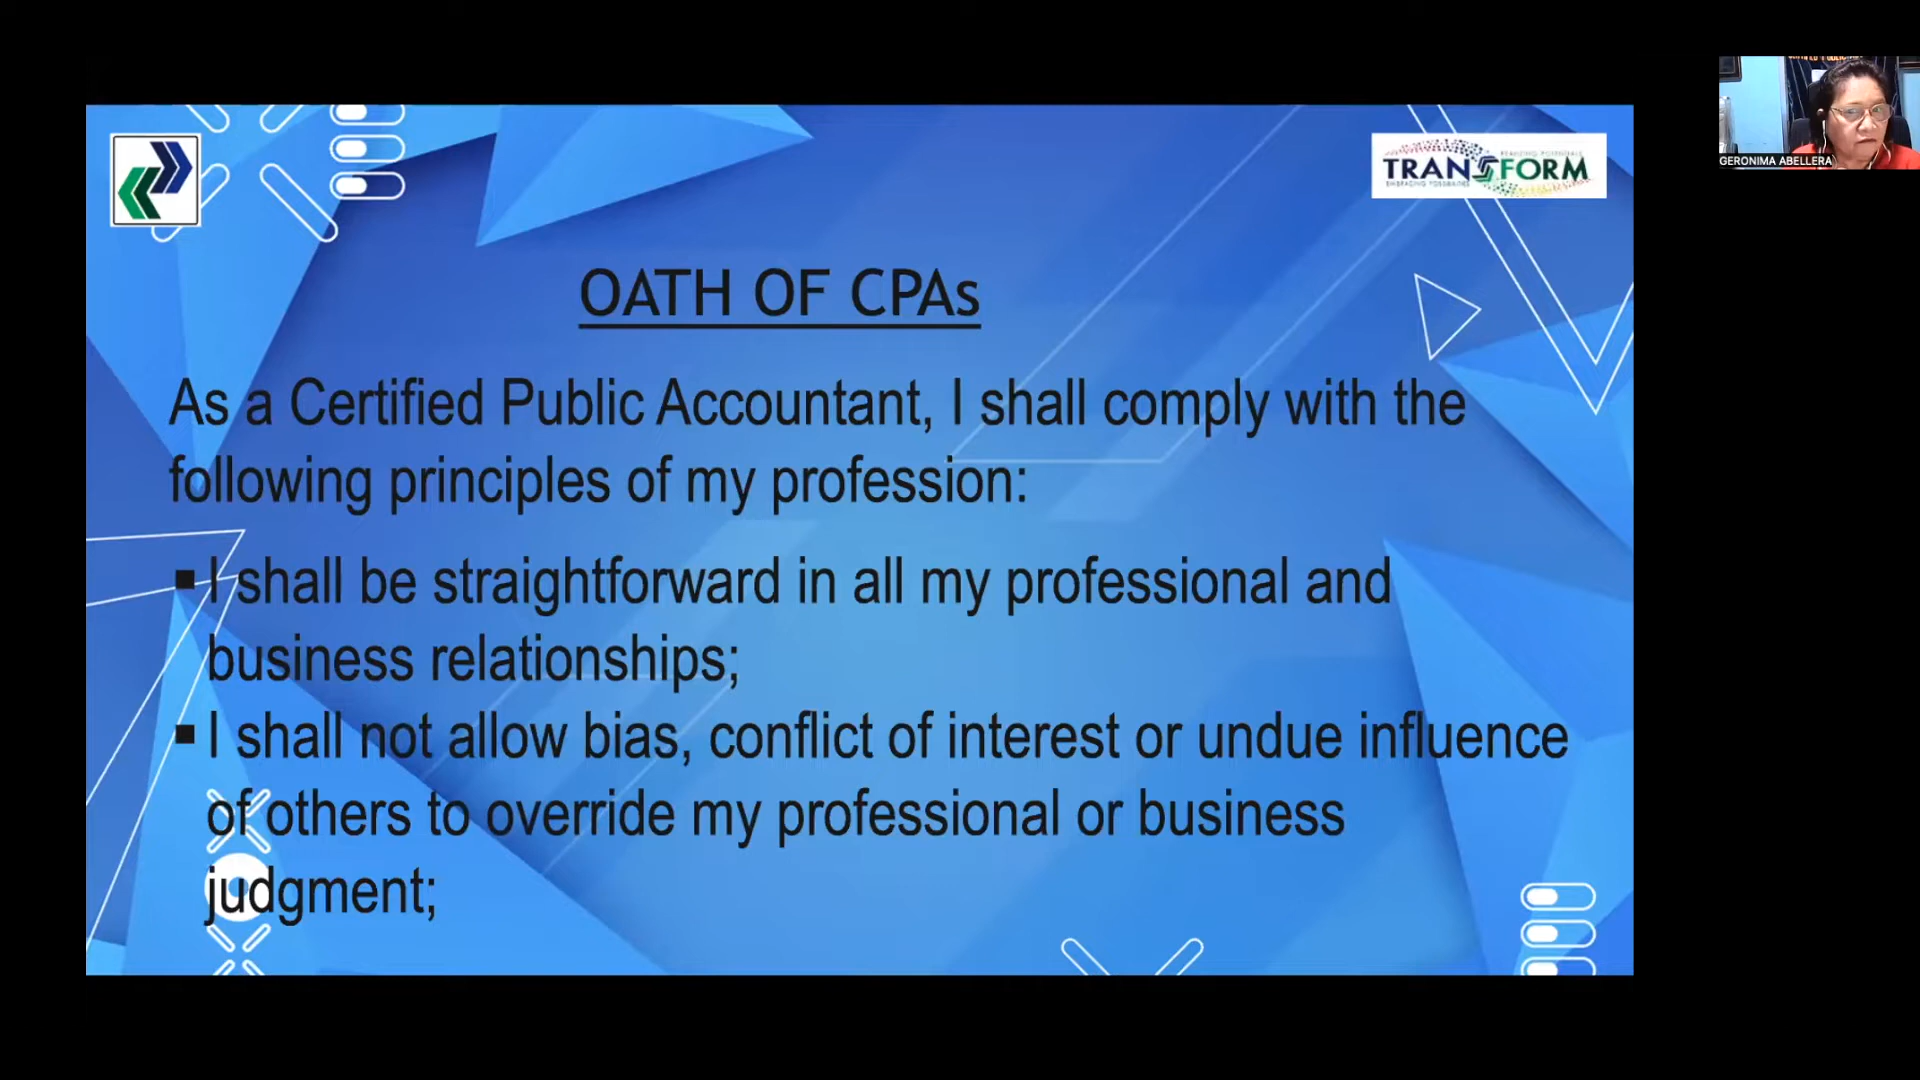 TRANSFORM
OATH OF CPAs
As a Certified Public Accountant, I shall comply with the
following principles of my profession:
▪ I shall be straightforward in all my professional and
business relationships;
▪ I shall not allow bias, conflict of interest or undue influence
of others to override my professional or business
judgment;
GERONIMA ABELLERA